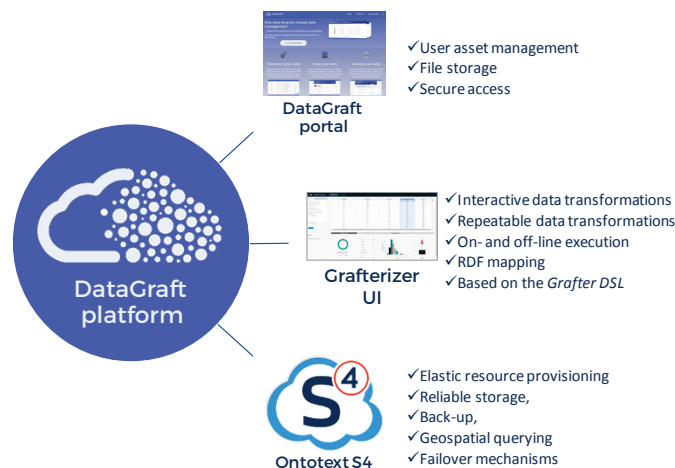 ✓User asset management
✓File storage
✓Secure access
DataGraft
portal
DataGraft
platform
✓Interactive data transformations
✓Repeatable data transformations
✓On- and off-line execution
✓RDF mapping
✓Based on the Grafter DSL
Grafterizer
UI
S4
Ontotext S4
✓Elastic resource provisioning
✓Reliable storage,
✓Back-up,
✓Geospatial querying
✓Failover mechanisms